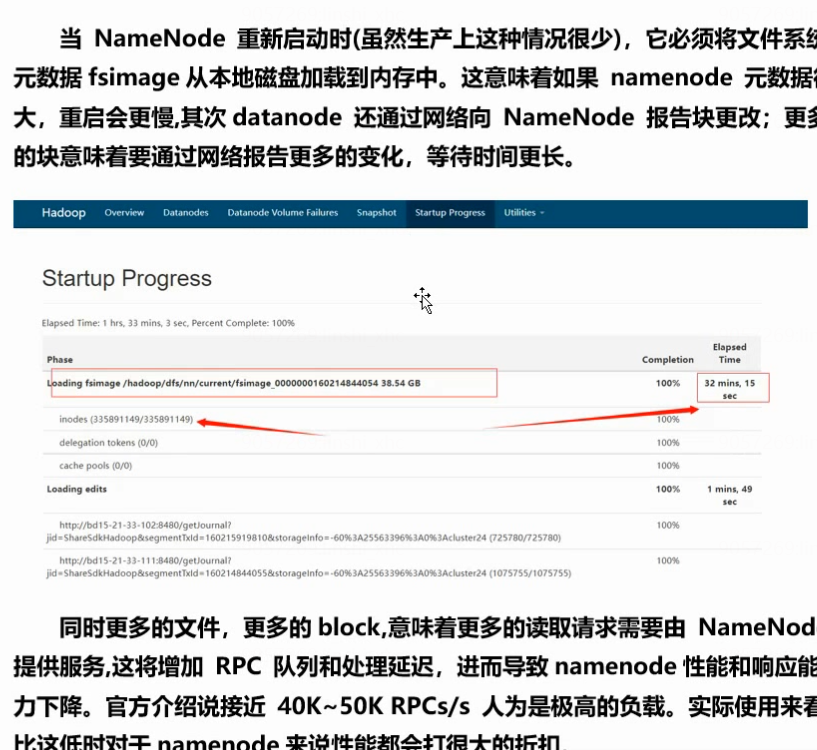 当 NameNode 重新启动时(虽然生产上这种情况很少)，它必须将文件系统
元数据 fsimage 从本地磁盘加载到内存中。这意味着如果 namenode 元数据很
大，重启会更慢,其次 datanode 还通过网络向 NameNode 报告块更改；更多
的块意味着要通过网络报告更多的变化，等待时间更长。
Hadoop Overview Datanodes Datanode Volume Failures Snapshot Startup Progress Utilities
Startup Progress
Elapsed Time: 1 hrs, 33 mins, 3 sec, Percent Complete: 100%
Phase Completion Elapsed Time
Loading fsimage /hadoop/dfs/nn/current/fsimage_0000000160214844054 38.54 GB 100% 32 mins, 15 sec
inodes (335891149/335891149) 100%
delegation tokens (0/0) 100%
cache pools (0/0) 100%
Loading edits 100% 1 mins, 49 sec
http://bd15-21-33-102:8480/getJournal? 100%
jid=ShareSdkHadoop&segmentTxId=160215919810&storageInfo=-60%3A25563396%3A0%3Acluster24 (725780/725780)
http://bd15-21-33-111:8480/getJournal? 100%
jid=ShareSdkHadoop&segmentTxId=160214844055&storageInfo=-60%3A25563396%3A0%3Acluster24 (1075755/1075755)
同时更多的文件，更多的 block,意味着更多的读取请求需要由 NameNode
提供服务,这将增加 RPC 队列和处理延迟，进而导致 namenode 性能和响应能
力下降。官方介绍说接近 40K~50K RPCs/s 人为是极高的负载。实际使用来看
比这低时对于 namenode 来说性能都会打很大的折扣。